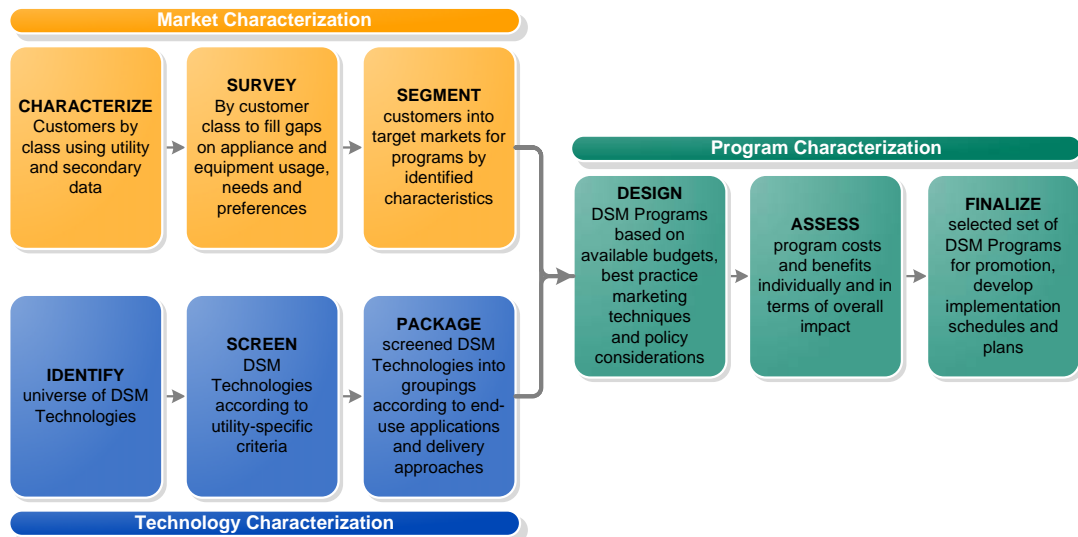 Market Characterization
CHARACTERIZE
Customers by
class using utility
and secondary
data
SURVEY
By customer
class to fill gaps
on appliance and
equipment usage,
needs and
preferences
SEGMENT
customers into
target markets for
programs by
identified
characteristics
Program Characterization
DESIGN
DSM Programs
based on
available budgets,
best practice
marketing
techniques
and policy
considerations
ASSESS
program costs
and benefits
individually and in
terms of overall
impact
FINALIZE
selected set of
DSM Programs
for promotion,
develop
implementation
schedules and
plans
IDENTIFY
universe of DSM
Technologies
SCREEN
DSM
Technologies
according to
utility-specific
criteria
PACKAGE
screened DSM
Technologies into
groupings
according to end-
use applications
and delivery
approaches
Technology Characterization